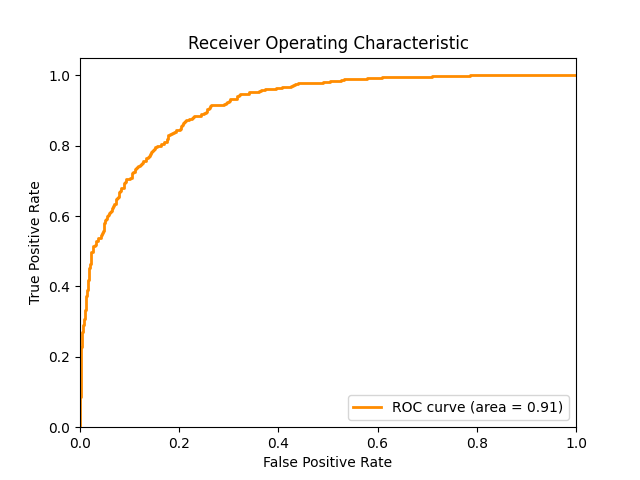 Receiver Operating Characteristic
1.0
0.8
0.6
0.4
0.2
0.0
True Positive Rate
ROC curve (area = 0.91)
0.0 0.2 0.4 0.6 0.8 1.0
False Positive Rate